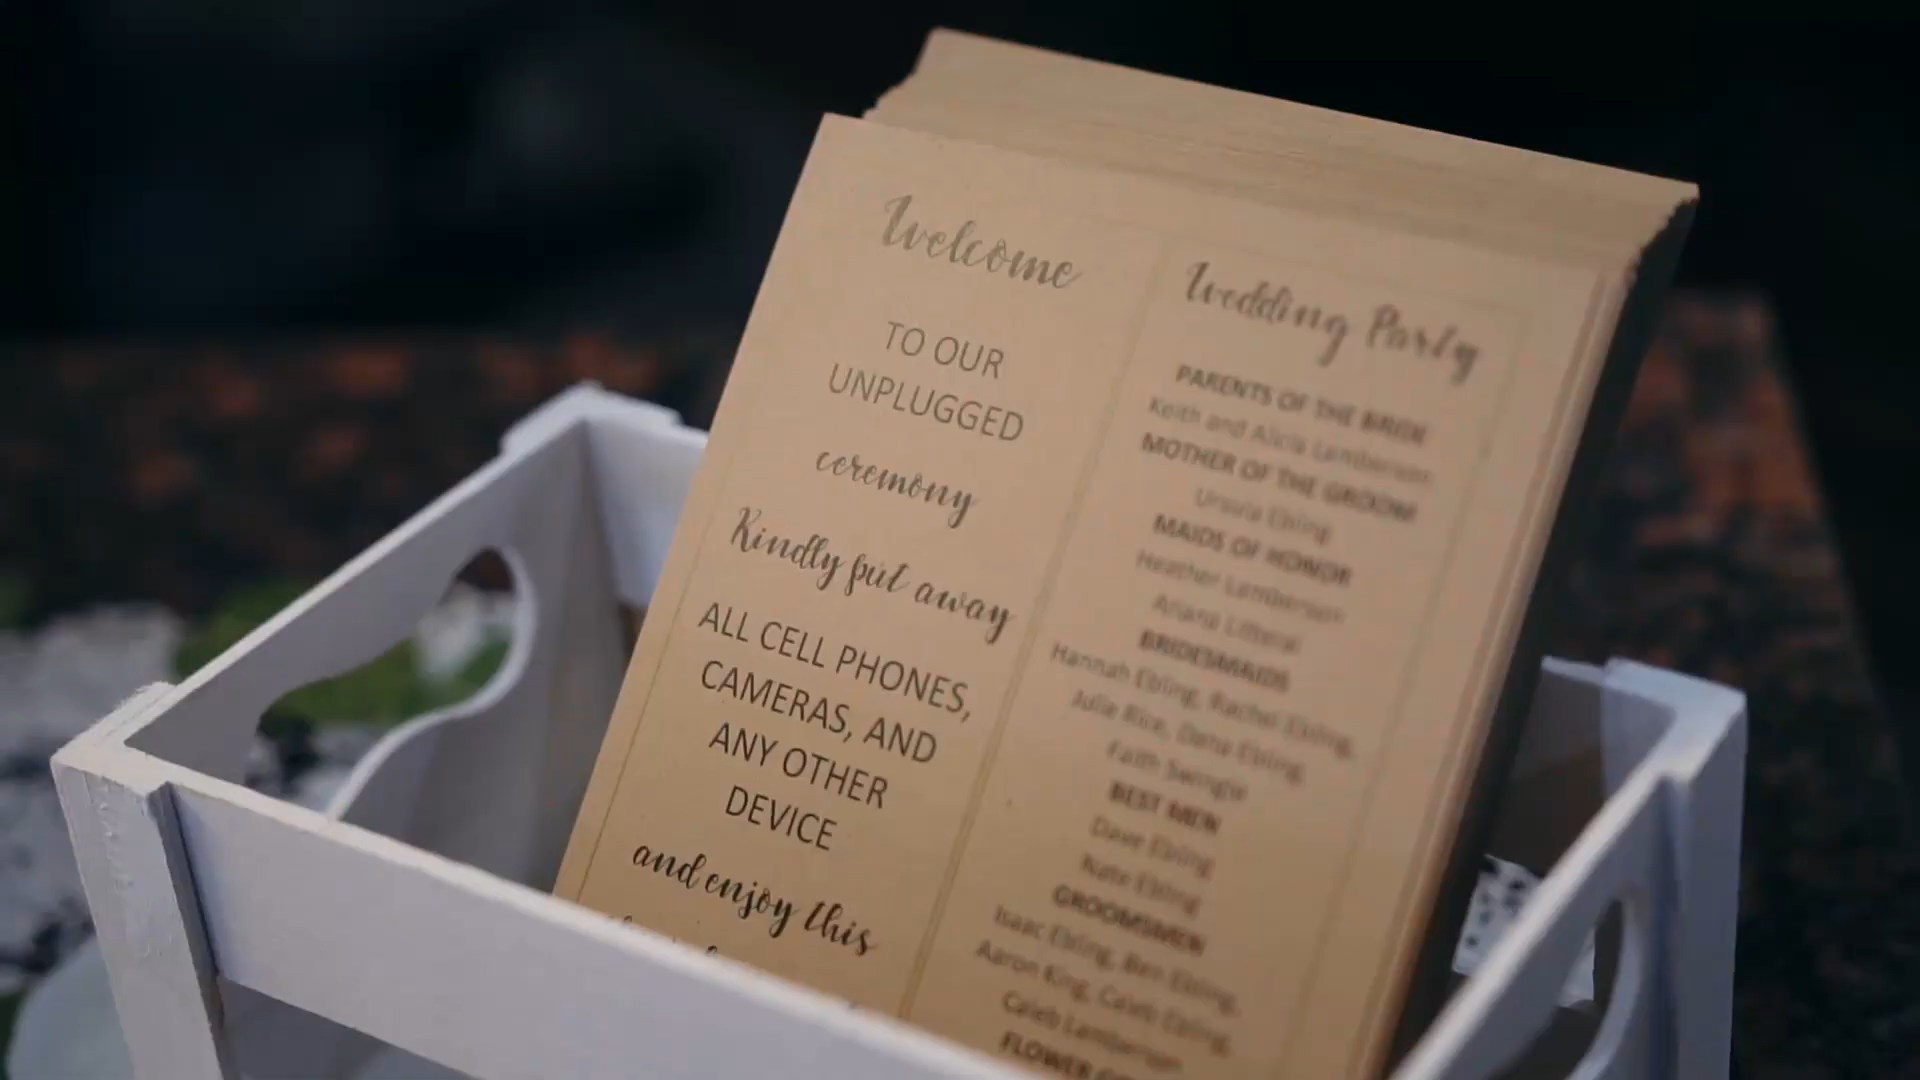 Welcome
TO OUR
UNPLUGGED
ceremony
Kindly put away
ALL CELL PHONES,
CAMERAS, AND
ANY OTHER
DEVICE
and enjoy this
Wedding Party
PARENTS OF THE BRIDE
Keith and Alicia Lamberson
MOTHER OF THE GROOM
Ursula Ebling
MAIDS OF HONOR
Heather Lamberson
Ariana
BRIDESMAIDS
Hannah Ebling, Rachel Ebling,
Julie Rice, Dana Ebling,
Faith Swingle
BEST MEN
Dave Ebling
Nate Ebling
GROOMSMEN
Isaac Ebling, Ben Ebling,
Aaron King, Caleb Ebling,
Caleb Lamberson
FLOWER